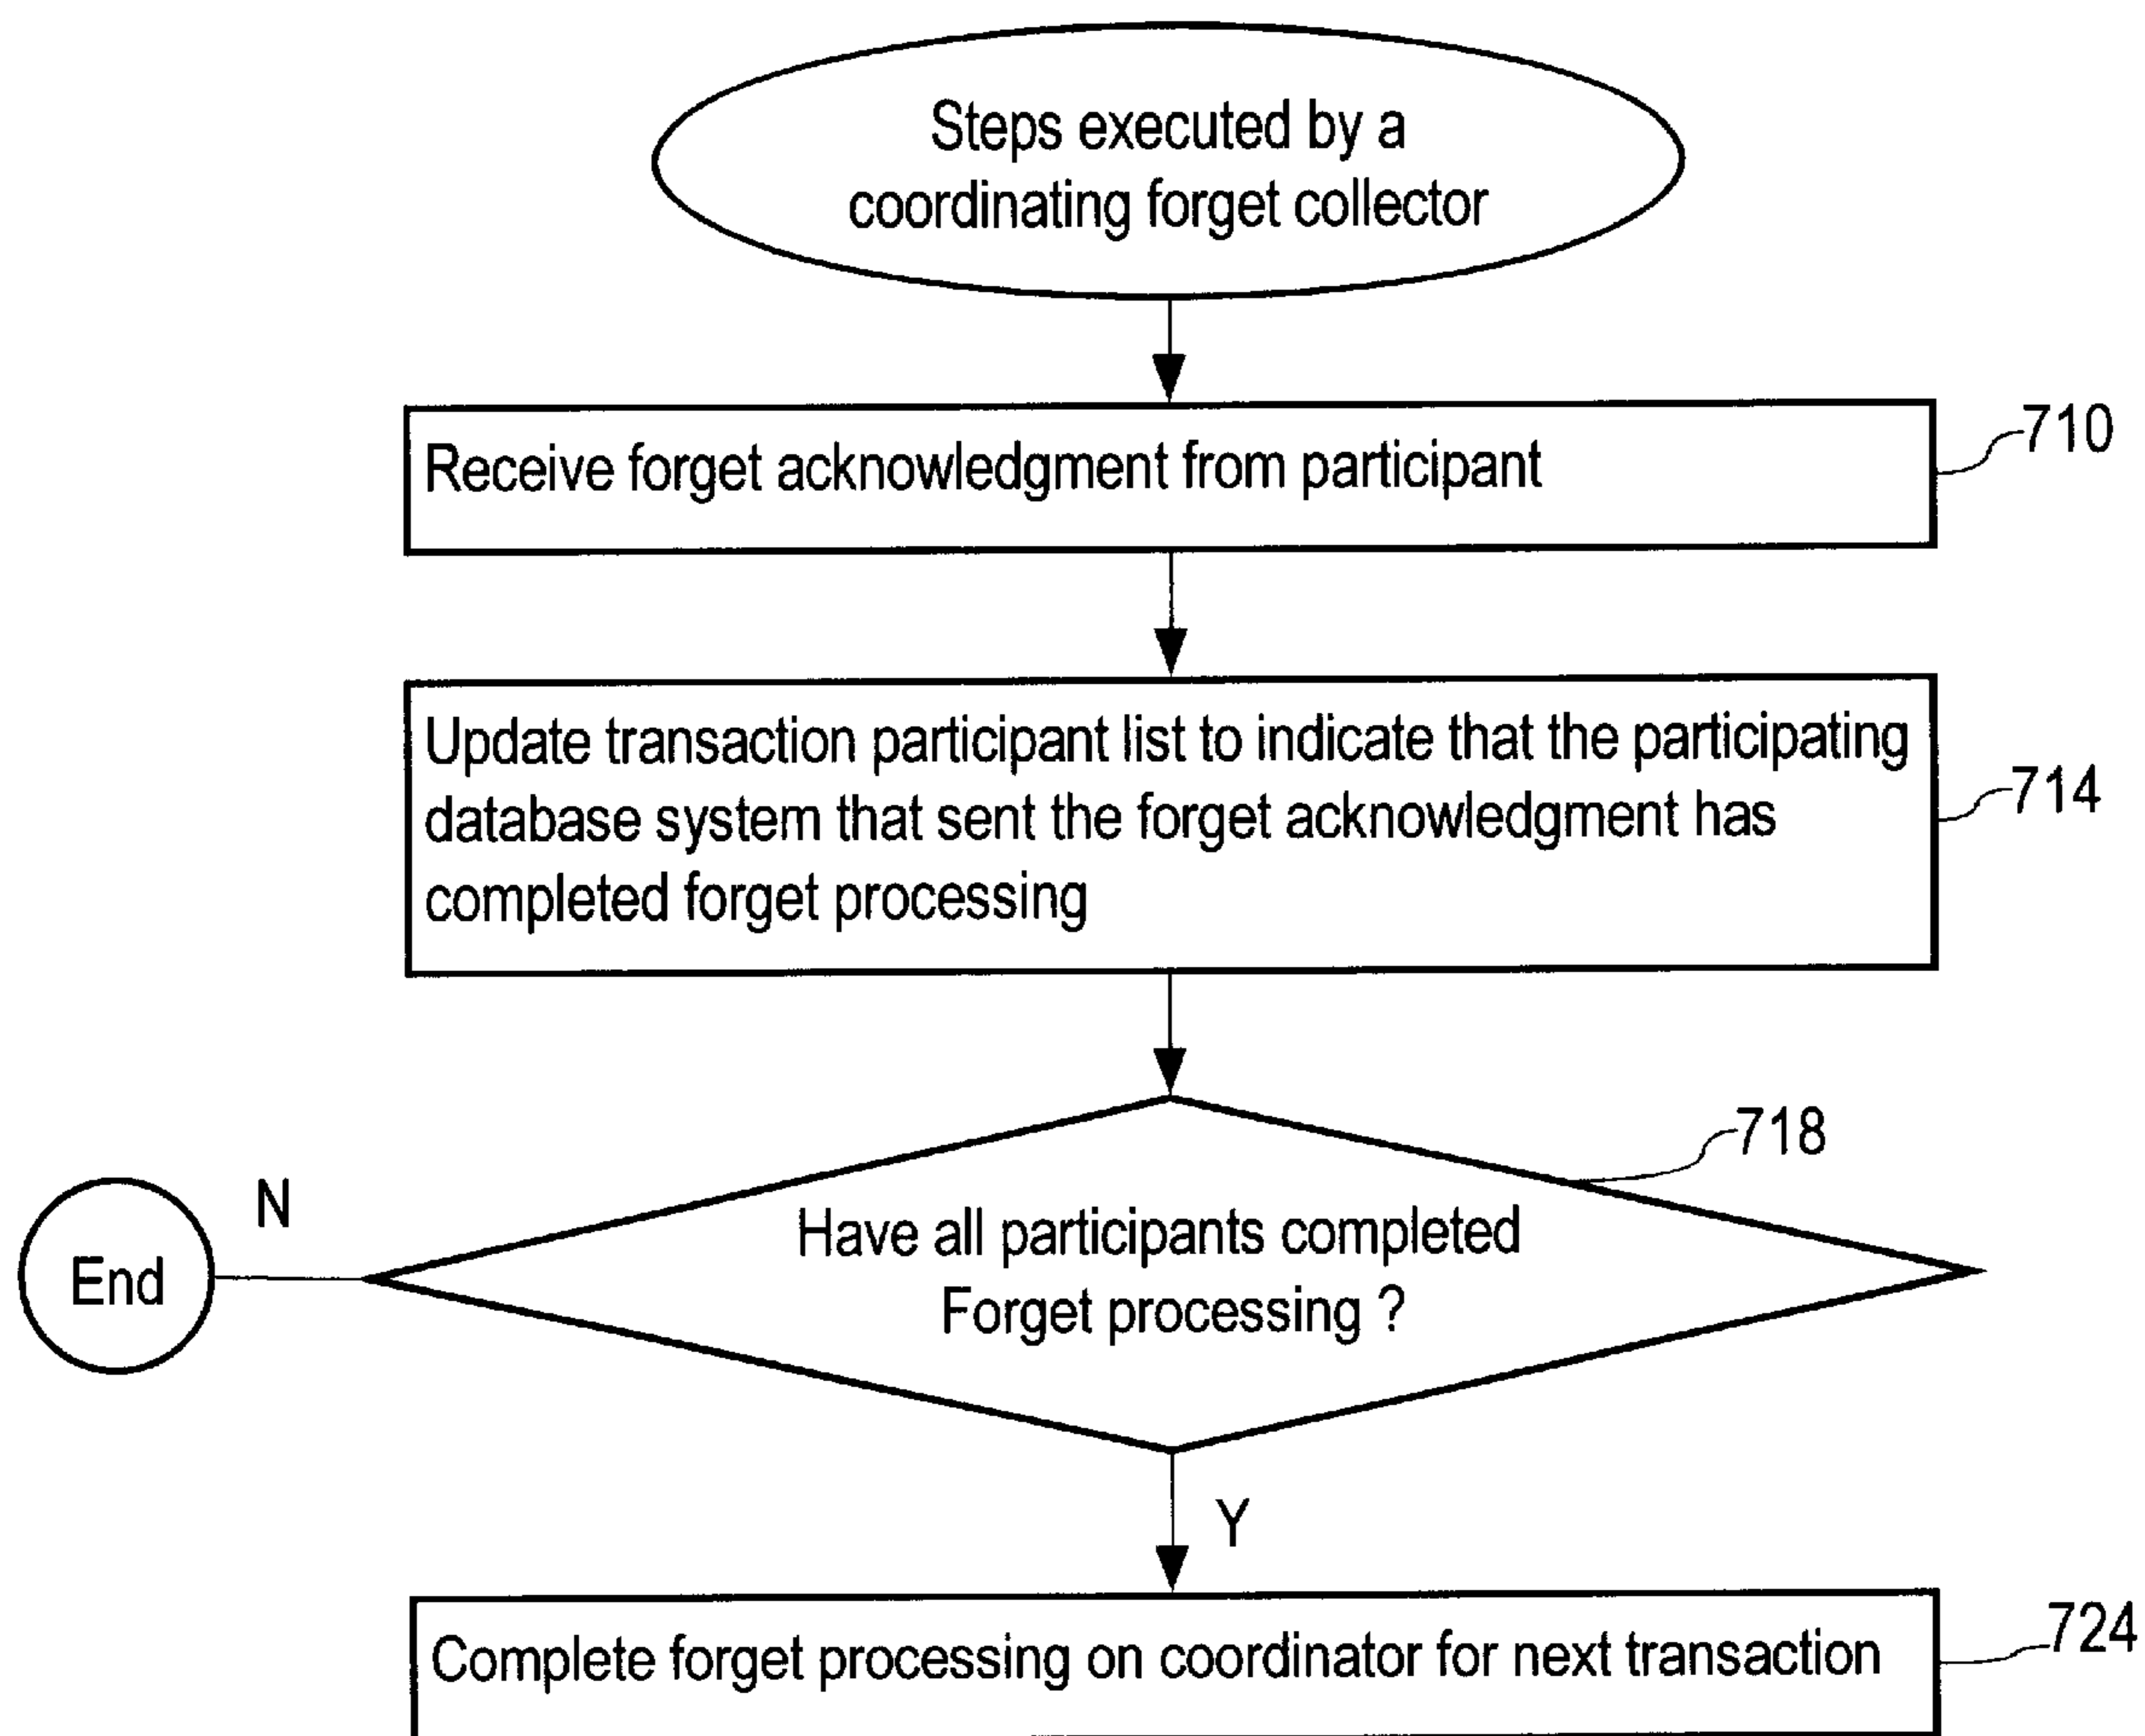 Steps executed by a
coordinating forget collector
Receive forget acknowledgment from participant
710
Update transaction participant list to indicate that the participating
database system that sent the forget acknowledgment has
completed forget processing
714
718
Have all participants completed
Forget processing ?
N
End
Y
Complete forget processing on coordinator for next transaction
724